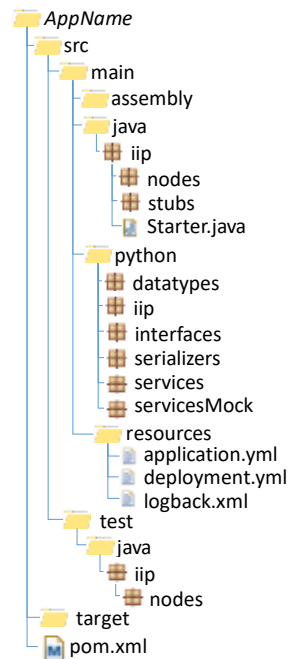 AppName
src
main
assembly
java
iip
nodes
stubs
Starter.java
python
datatypes
iip
interfaces
serializers
services
servicesMock
resources
application.yml
deployment.yml
logback.xml
test
java
iip
nodes
target
pom.xml